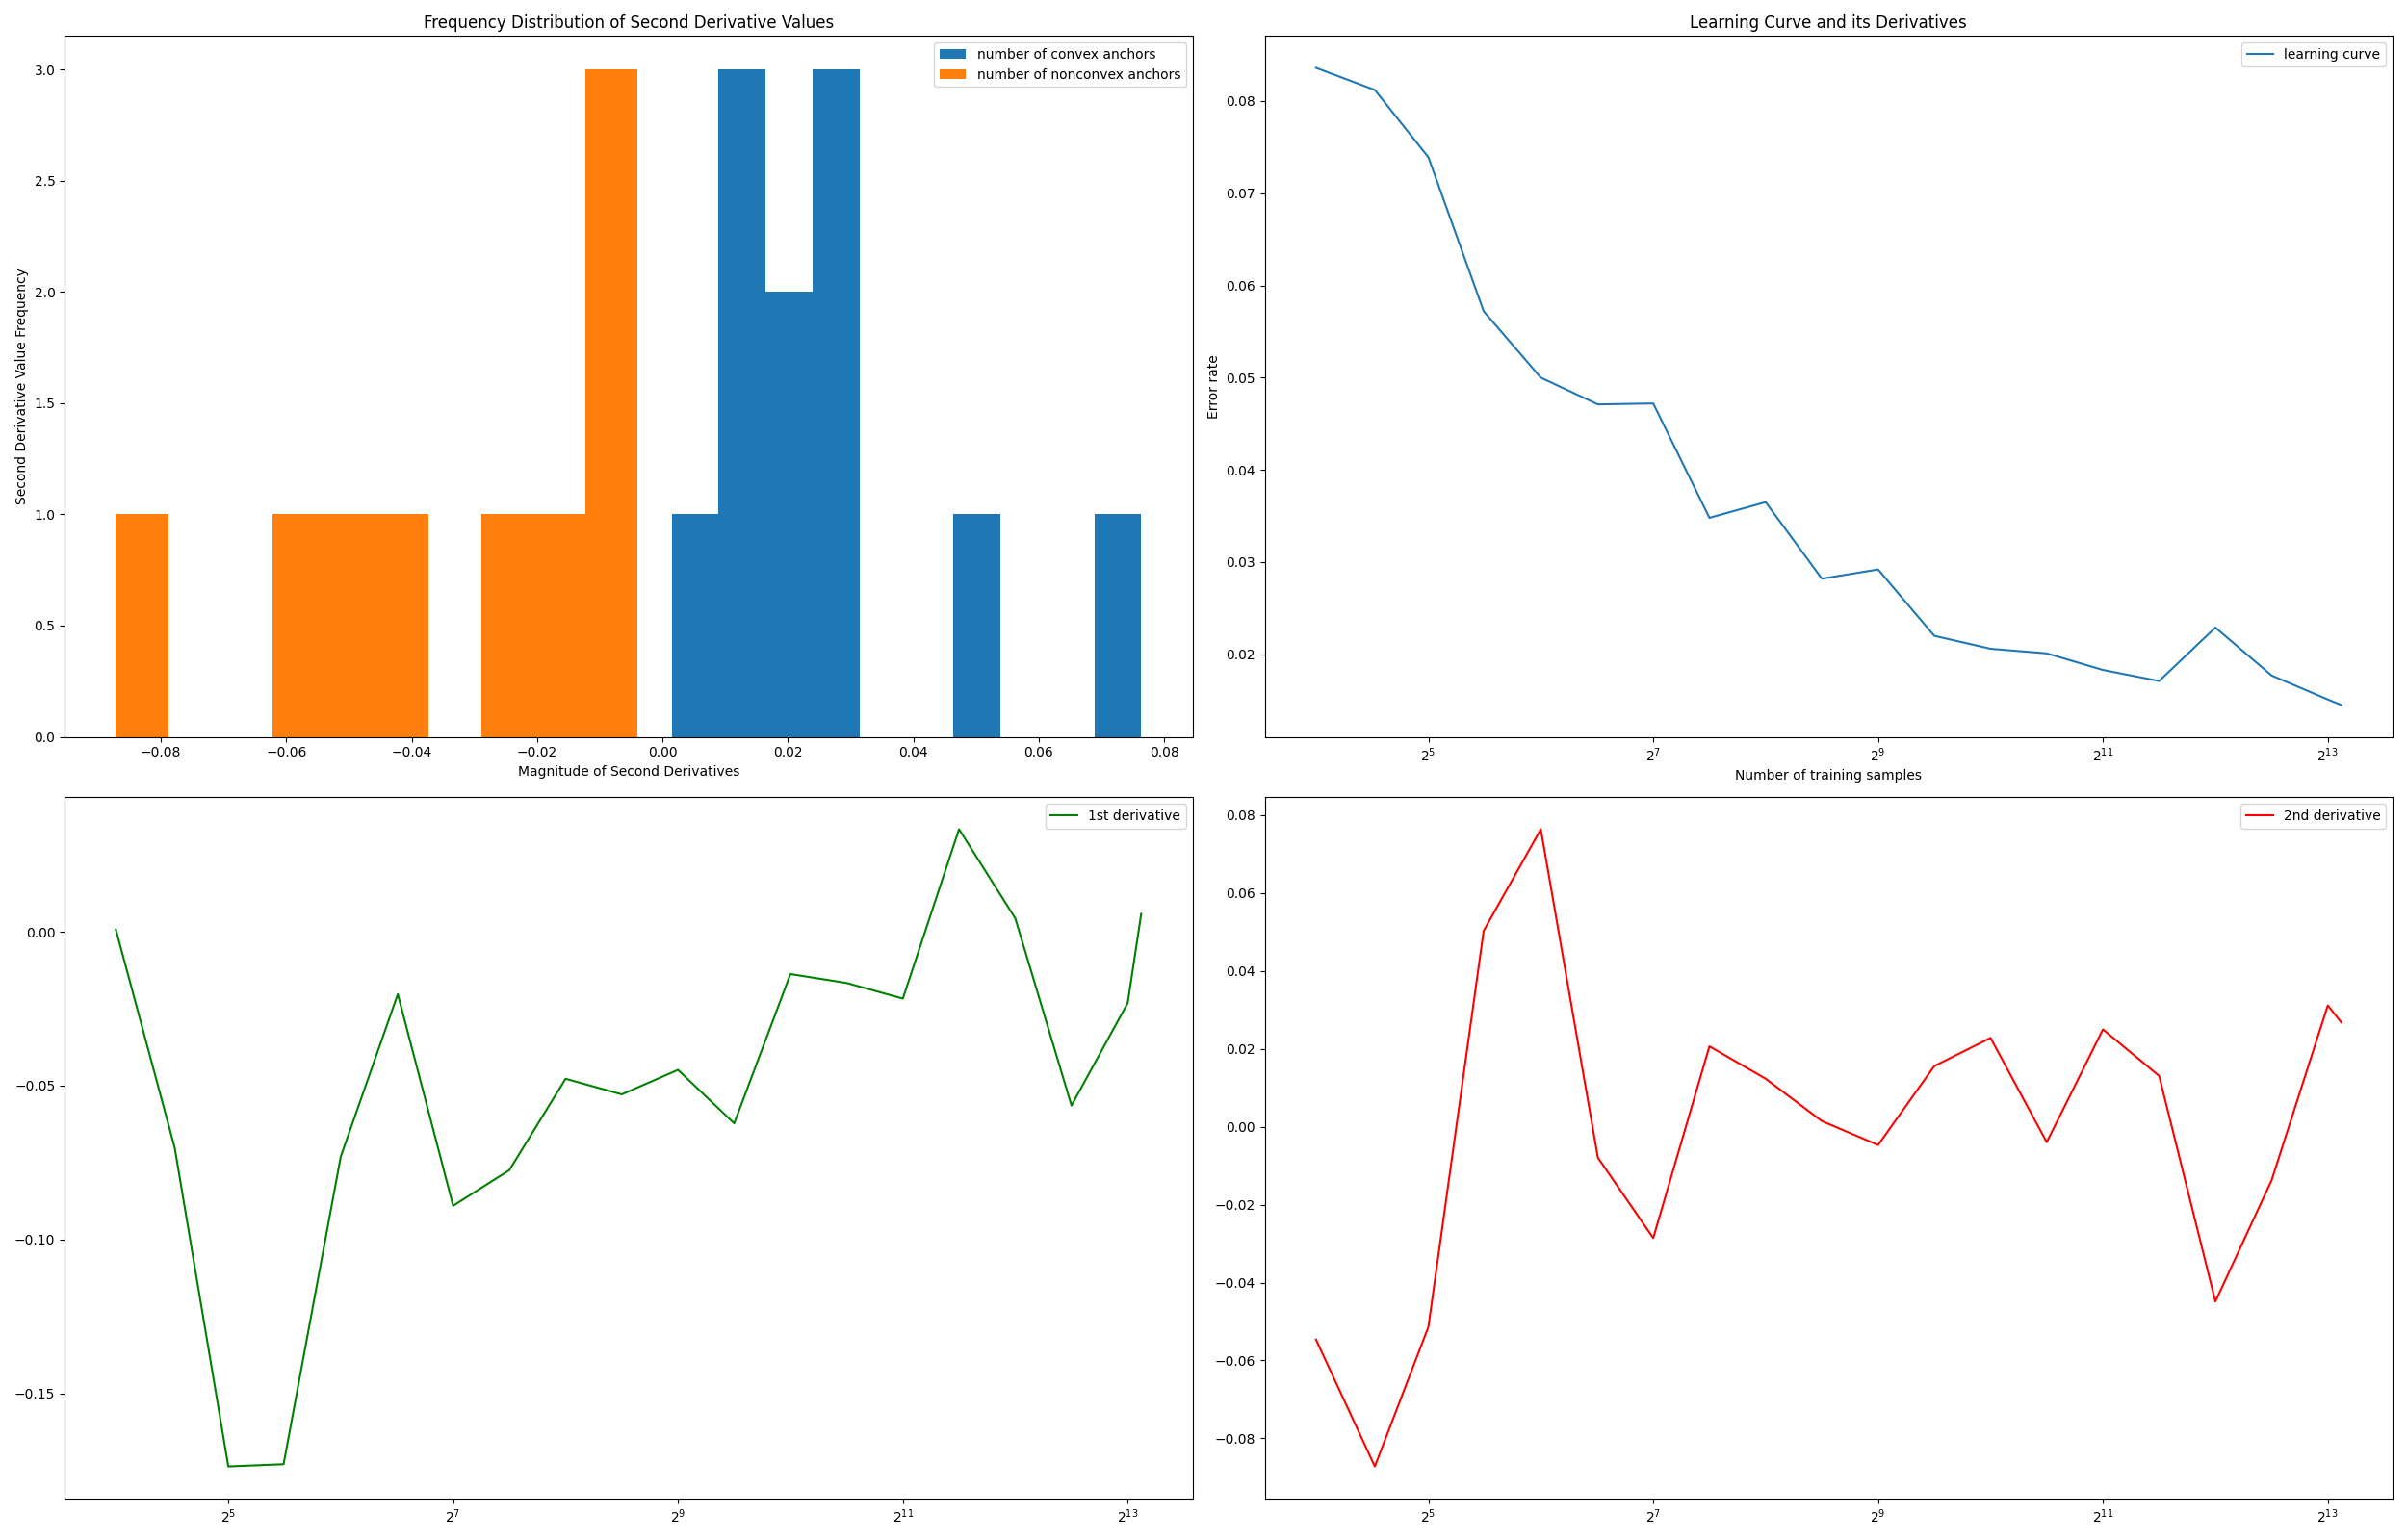 Frequency Distribution of Second Derivative Values
number of convex anchors
number of nonconvex anchors
Second Derivative Value Frequency
3.0
2.5
2.0
1.5
1.0
0.5
0.0
−0.08 −0.06 −0.04 −0.02 0.00 0.02 0.04 0.06 0.08
Magnitude of Second Derivatives
Learning Curve and its Derivatives
learning curve
Error rate
0.08
0.07
0.06
0.05
0.04
0.03
0.02
2^5 2^7 2^9 2^11 2^13
Number of training samples
1st derivative
0.00
−0.05
−0.10
−0.15
2^5 2^7 2^9 2^11 2^13
2nd derivative
0.08
0.06
0.04
0.02
0.00
−0.02
−0.04
−0.06
−0.08
2^5 2^7 2^9 2^11 2^13